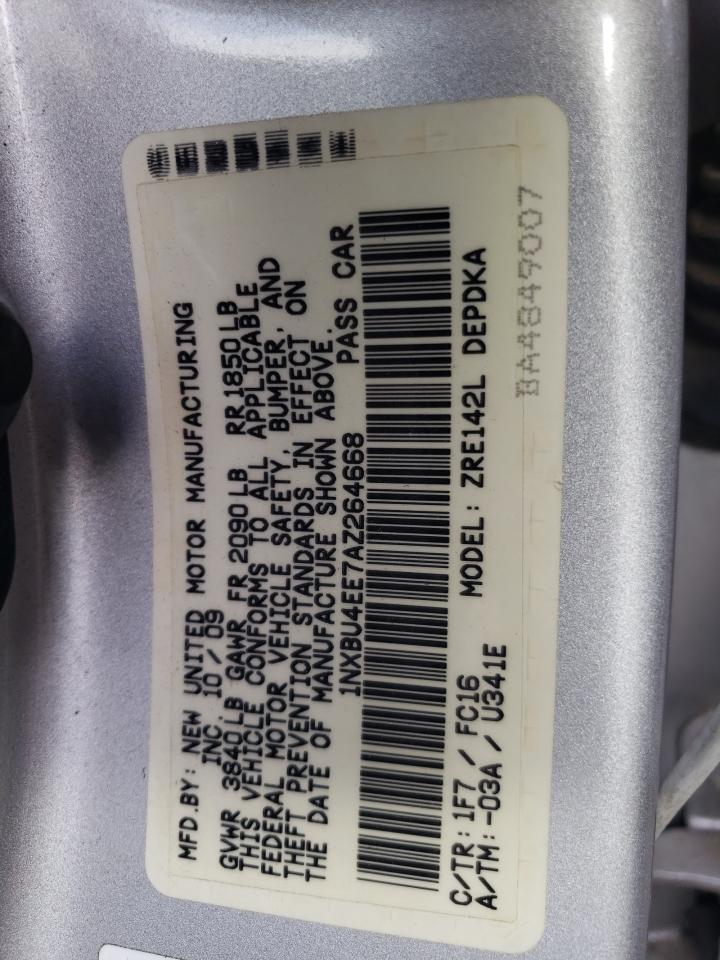 MFD.BY: NEW UNITED MOTOR MANUFACTURING
INC. 10/09
GVWR 3840LB GAWR FR 2090LB RR1850LB
THIS VEHICLE CONFORMS TO ALL APPLICABLE
FEDERAL MOTOR VEHICLE SAFETY, BUMPER, AND
THEFT PREVENTION STANDARDS IN EFFECT ON
THE DATE OF MANUFACTURE SHOWN ABOVE.
1NXBU4EE7AZ264668 PASS CAR
C/TR: 1F7 / FC16 MODEL: ZRE142L DEPDKA
A/TM:-03A / U341E
BA4849007